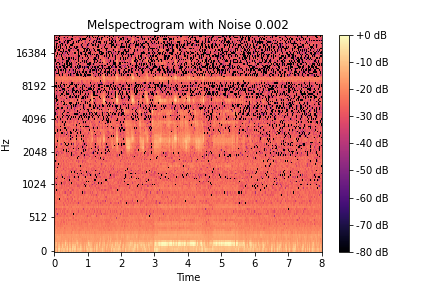 Melspectrogram with Noise 0.002
Hz
16384
8192
4096
2048
1024
512
0
0 1 2 3 4 5 6 7 8
Time
+0 dB
-10 dB
-20 dB
-30 dB
-40 dB
-50 dB
-60 dB
-70 dB
-80 dB